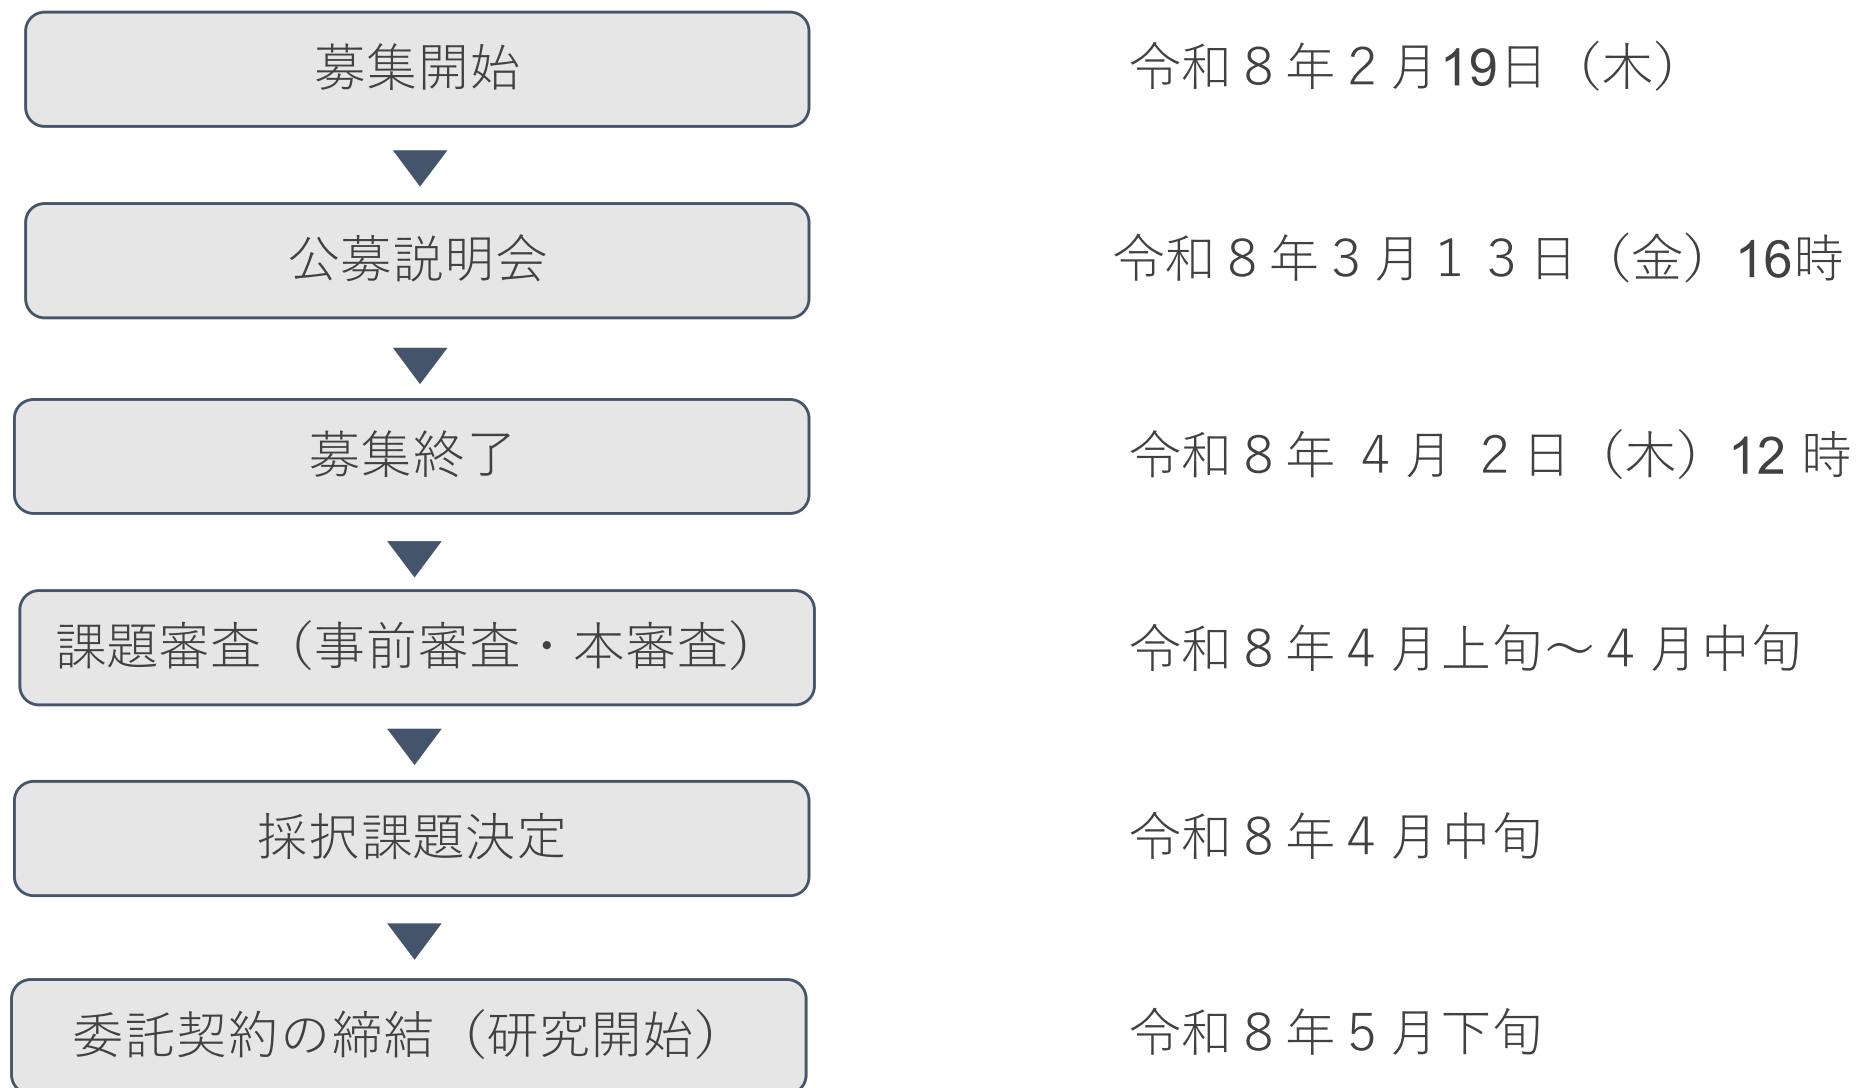 募集開始
令和８年２月19日（木）
公募説明会
令和８年３月１３日（金）16時
募集終了
令和８年 ４月 ２日（木）12 時
課題審査（事前審査・本審査）
令和８年４月上旬～４月中旬
採択課題決定
令和８年４月中旬
委託契約の締結（研究開始）
令和８年５月下旬